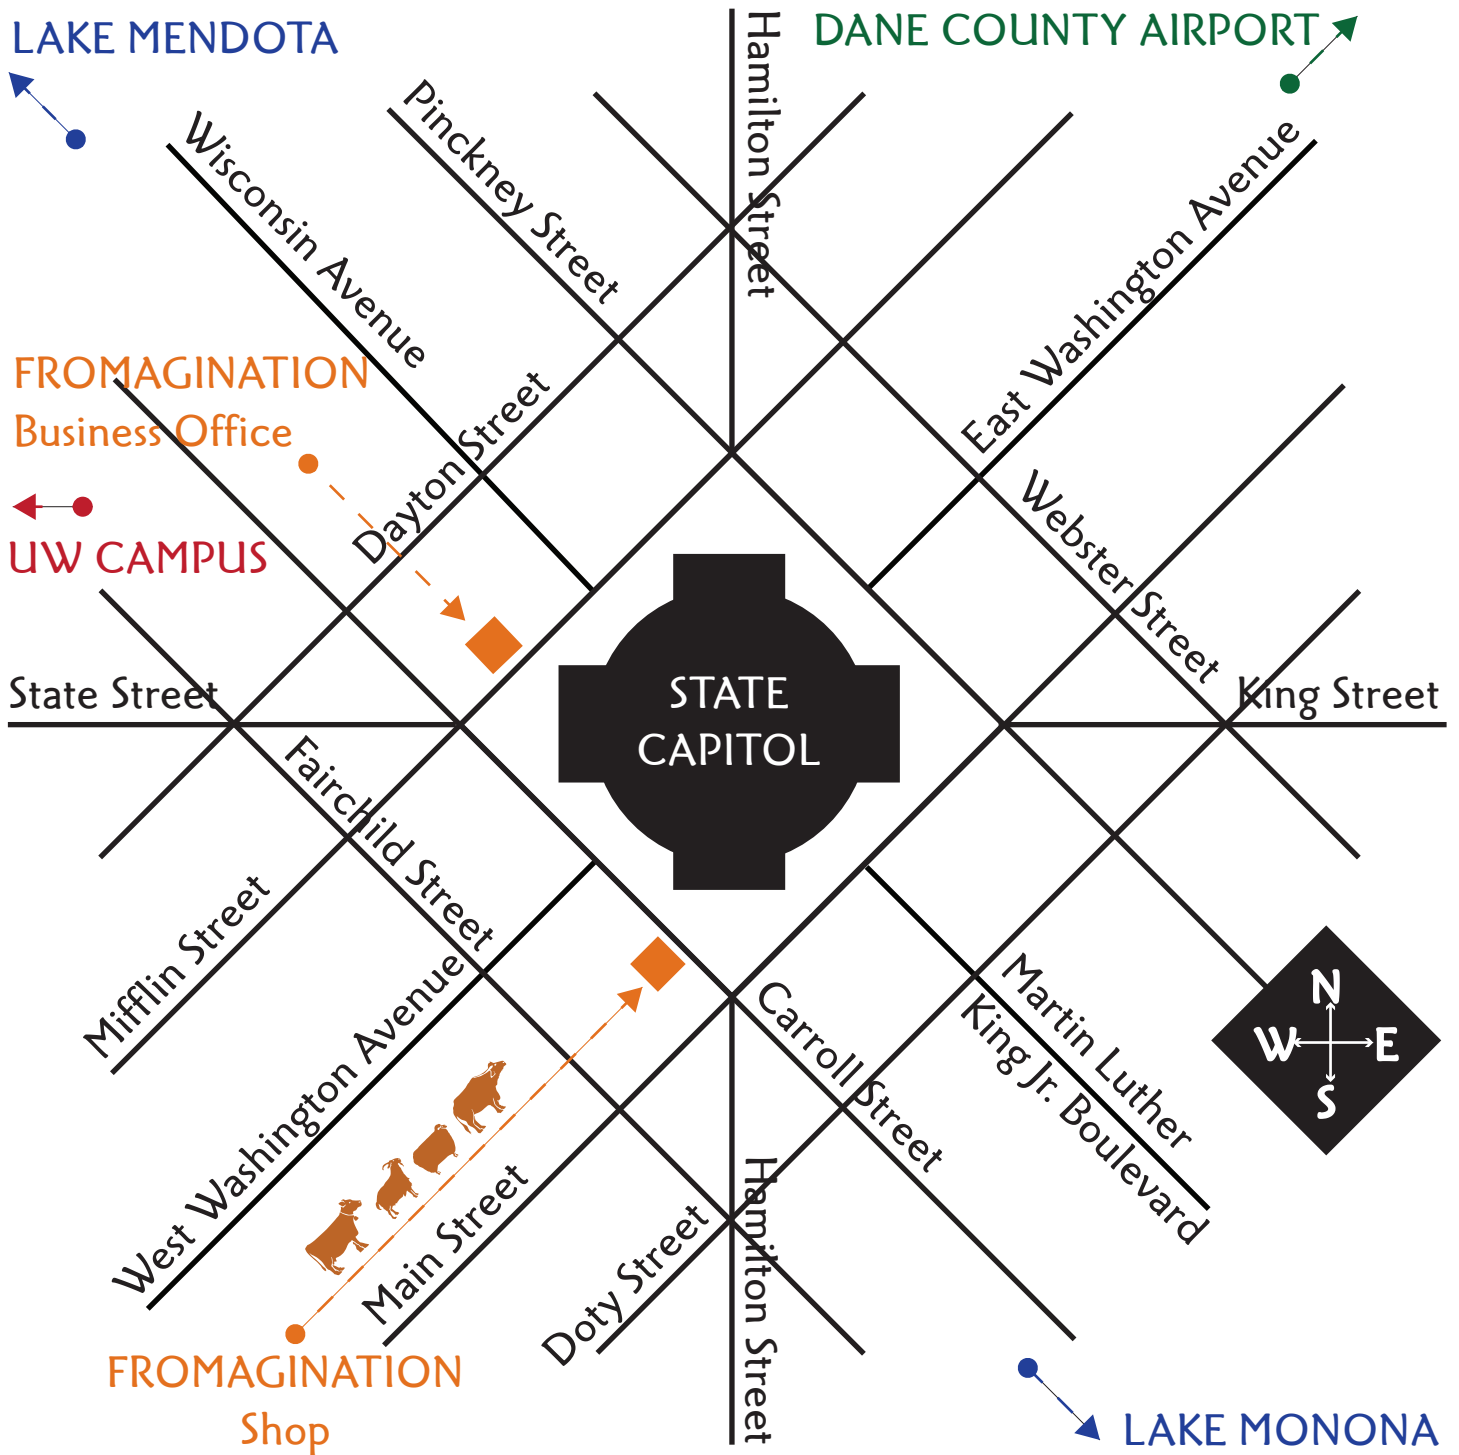 LAKE MENDOTA
DANE COUNTY AIRPORT
Hamilton Street
Pinckney Street
Wisconsin Avenue
East Washington Avenue
FROMAGINATION
Business Office
Dayton Street
UW CAMPUS
Webster Street
State Street
STATE
CAPITOL
King Street
Fairchild Street
Mifflin Street
West Washington Avenue
Carroll Street
Martin Luther
King Jr. Boulevard
N
W E
S
Main Street
Doty Street
Hamilton Street
FROMAGINATION
Shop
LAKE MONONA